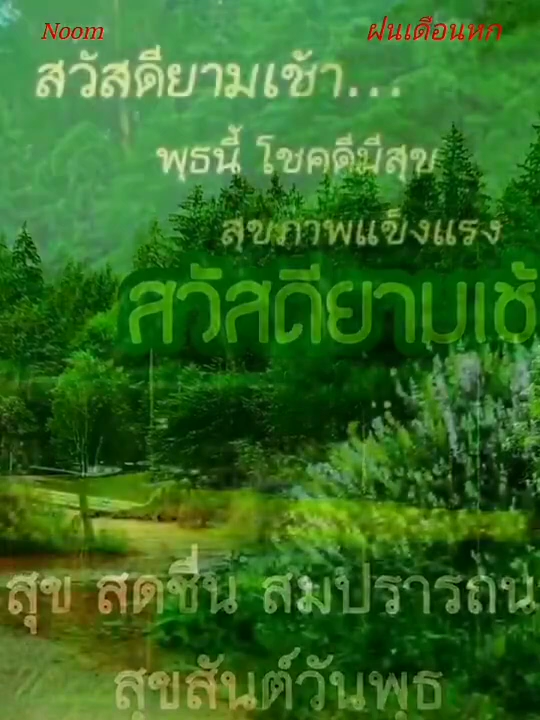 Noom ฝนเดือนหก
สวัสดียามเช้า...
พุธนี้ โชคดีมีสุข
สุขภาพแข็งแรง
สวัสดียามเช้
สุข สดชื่น สมปรารถน
สุขสันต์วันพุธ